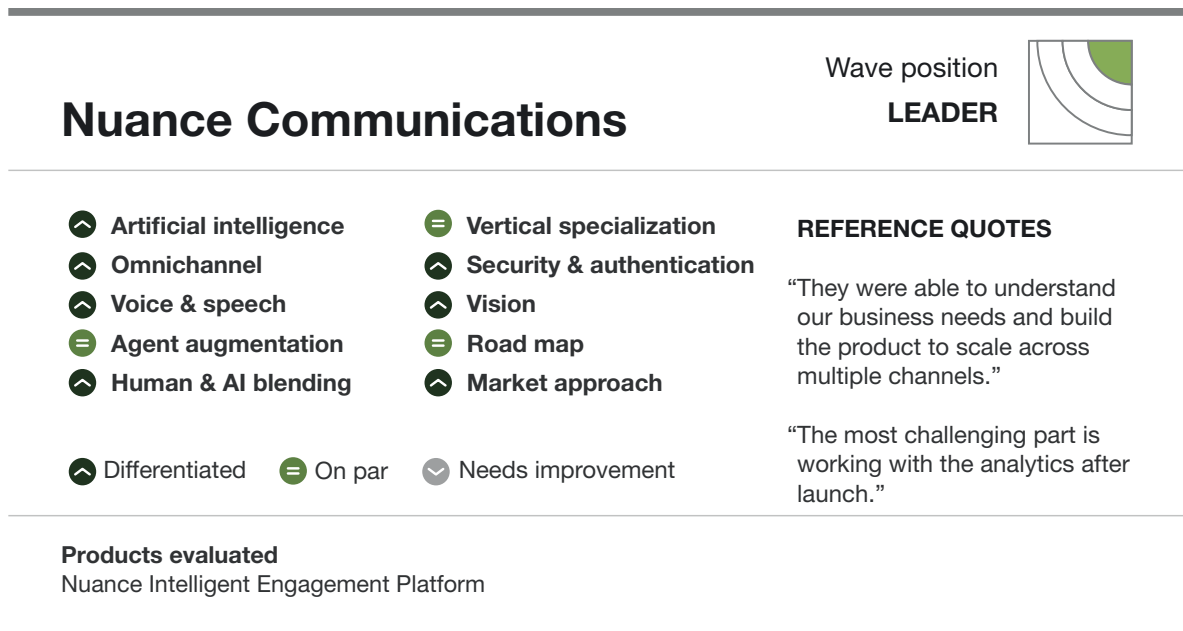 Nuance Communications
Wave position
LEADER
Artificial intelligence
Omnichannel
Voice & speech
Agent augmentation
Human & AI blending
Vertical specialization
Security & authentication
Vision
Road map
Market approach
Differentiated
On par
Needs improvement
REFERENCE QUOTES
“They were able to understand
our business needs and build
the product to scale across
multiple channels.”
“The most challenging part is
working with the analytics after
launch.”
Products evaluated
Nuance Intelligent Engagement Platform